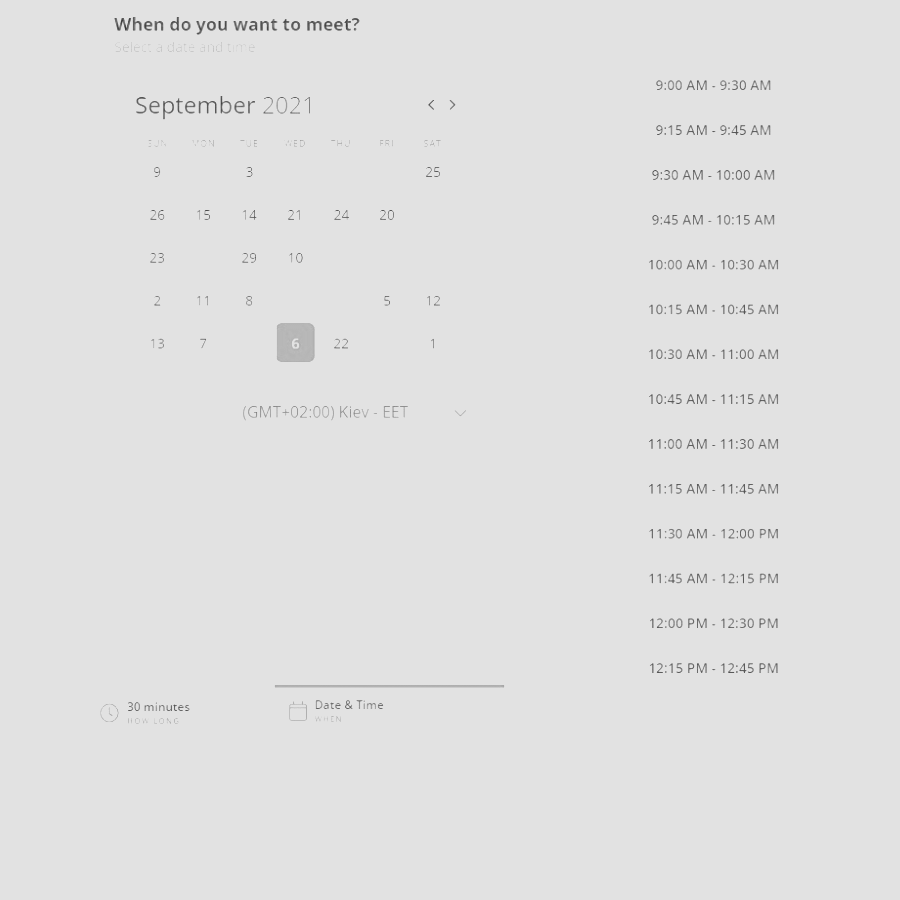 When do you want to meet?
Select a date and time
September 2021
SUN MON TUE WED THU FRI SAT
9 3 25
26 15 14 21 24 20
23 29 10
2 11 8 5 12
13 7 6 22 1
(GMT+02:00) Kiev - EET
9:00 AM - 9:30 AM
9:15 AM - 9:45 AM
9:30 AM - 10:00 AM
9:45 AM - 10:15 AM
10:00 AM - 10:30 AM
10:15 AM - 10:45 AM
10:30 AM - 11:00 AM
10:45 AM - 11:15 AM
11:00 AM - 11:30 AM
11:15 AM - 11:45 AM
11:30 AM - 12:00 PM
11:45 AM - 12:15 PM
12:00 PM - 12:30 PM
12:15 PM - 12:45 PM
30 minutes
HOW LONG
Date & Time
WHEN